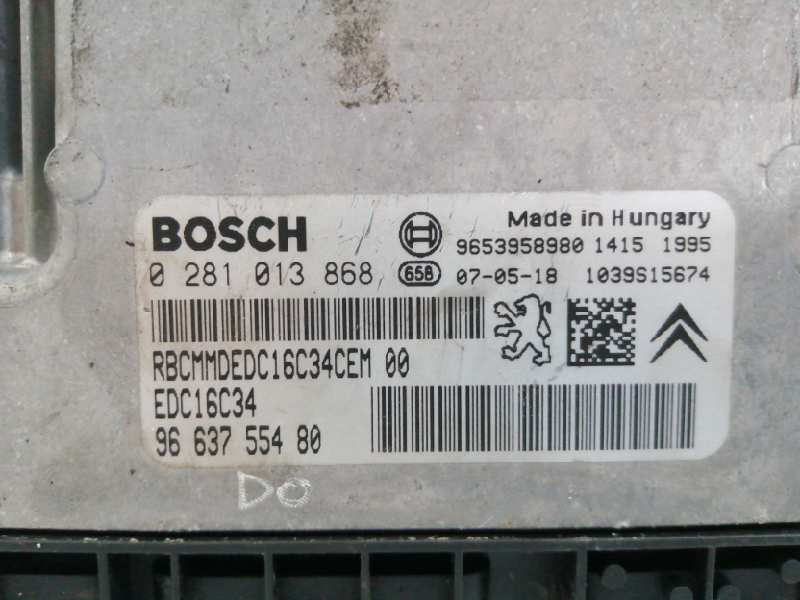 BOSCH
Made in Hungary
9653958980 1415 1995
0 281 013 868
658
07-05-18 1039S15674
RBCMMDEDC16C34CEM 00
EDC16C34
96 637 554 80
DO